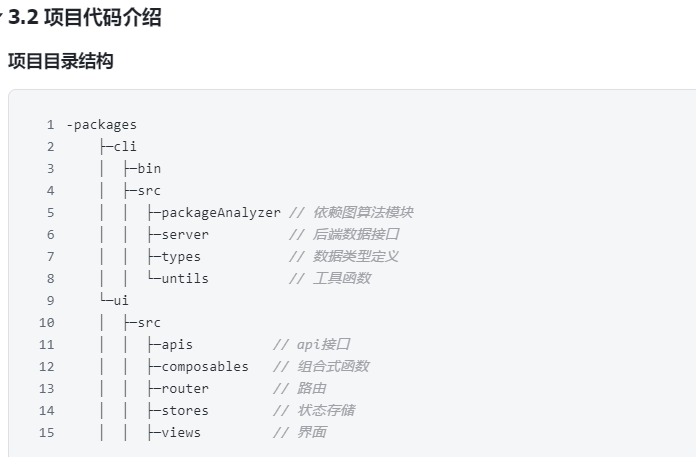 3.2 项目代码介绍
项目目录结构
1 -packages
2     ├─cli
3     │  ├─bin
4     │  ├─src
5     │  │  ├─packageAnalyzer // 依赖图算法模块
6     │  │  ├─server          // 后端数据接口
7     │  │  ├─types           // 数据类型定义
8     │  │  └─untils          // 工具函数
9     └─ui
10     │  ├─src
11     │  │  ├─apis          // api接口
12     │  │  ├─composables   // 组合式函数
13     │  │  ├─router        // 路由
14     │  │  ├─stores        // 状态存储
15     │  │  ├─views         // 界面